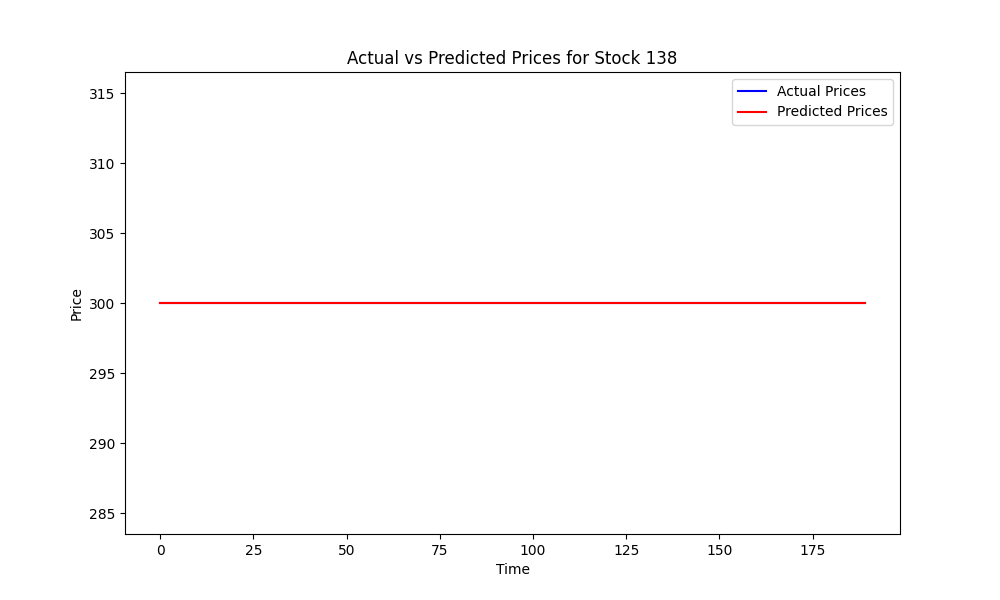 Actual vs Predicted Prices for Stock 138
Actual Prices
Predicted Prices
315
310
305
300
295
290
285
Price
0 25 50 75 100 125 150 175
Time